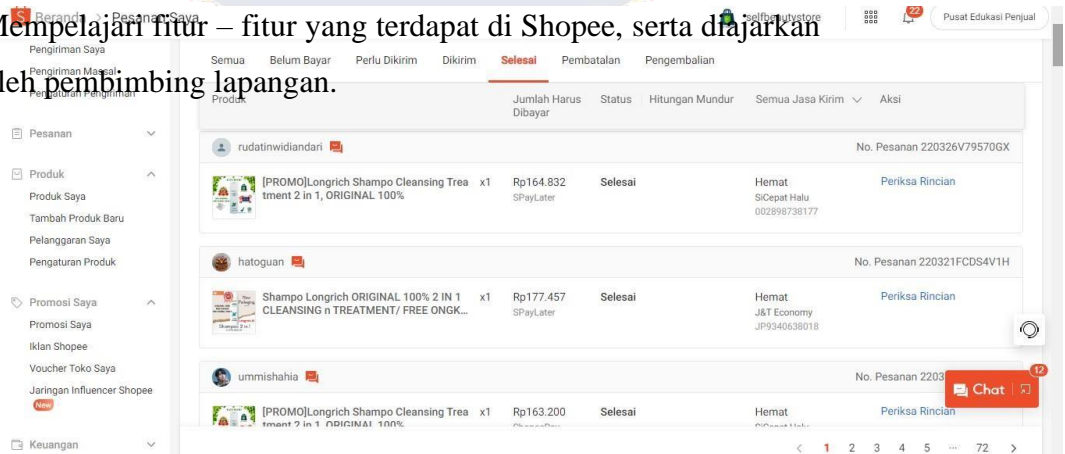 Beranda > Pesanan Saya
selfbeautystore
22
Pusat Edukasi Penjual
Mempelajari fitur – fitur yang terdapat di Shopee, serta diajarkan
leh pembimbing lapangan.
Pengiriman Saya
Pengiriman Massal
Pengaturan Pengiriman
Pesanan
Produk
Produk Saya
Tambah Produk Baru
Pelanggaran Saya
Pengaturan Produk
Promosi Saya
Promosi Saya
Iklan Shopee
Voucher Toko Saya
Jaringan Influencer Shopee
New
Keuangan
Semua Belum Bayar Perlu Dikirim Dikirim Selesai Pembatalan Pengembalian
Produk Jumlah Harus Dibayar Status Hitungan Mundur Semua Jasa Kirim Aksi
rudatinwidiandari No. Pesanan 220326V79570GX
[PROMO]Longrich Shampo Cleansing Trea x1 Rp164.832 Selesai Hemat Periksa Rincian
tment 2 in 1, ORIGINAL 100% SPayLater SiCepat Halu
002898738177
hatoguan No. Pesanan 220321FCDS4V1H
Shampo Longrich ORIGINAL 100% 2 IN 1 x1 Rp177.457 Selesai Hemat Periksa Rincian
CLEANSING n TREATMENT/ FREE ONGK... SPayLater J&T Economy
JP9340638018
ummishahia No. Pesanan 2203
12
Chat
[PROMO]Longrich Shampo Cleansing Trea x1 Rp163.200 Selesai Hemat Periksa Rincian
tment 2 in 1, ORIGINAL 100%
< 1 2 3 4 5 ... 72 >